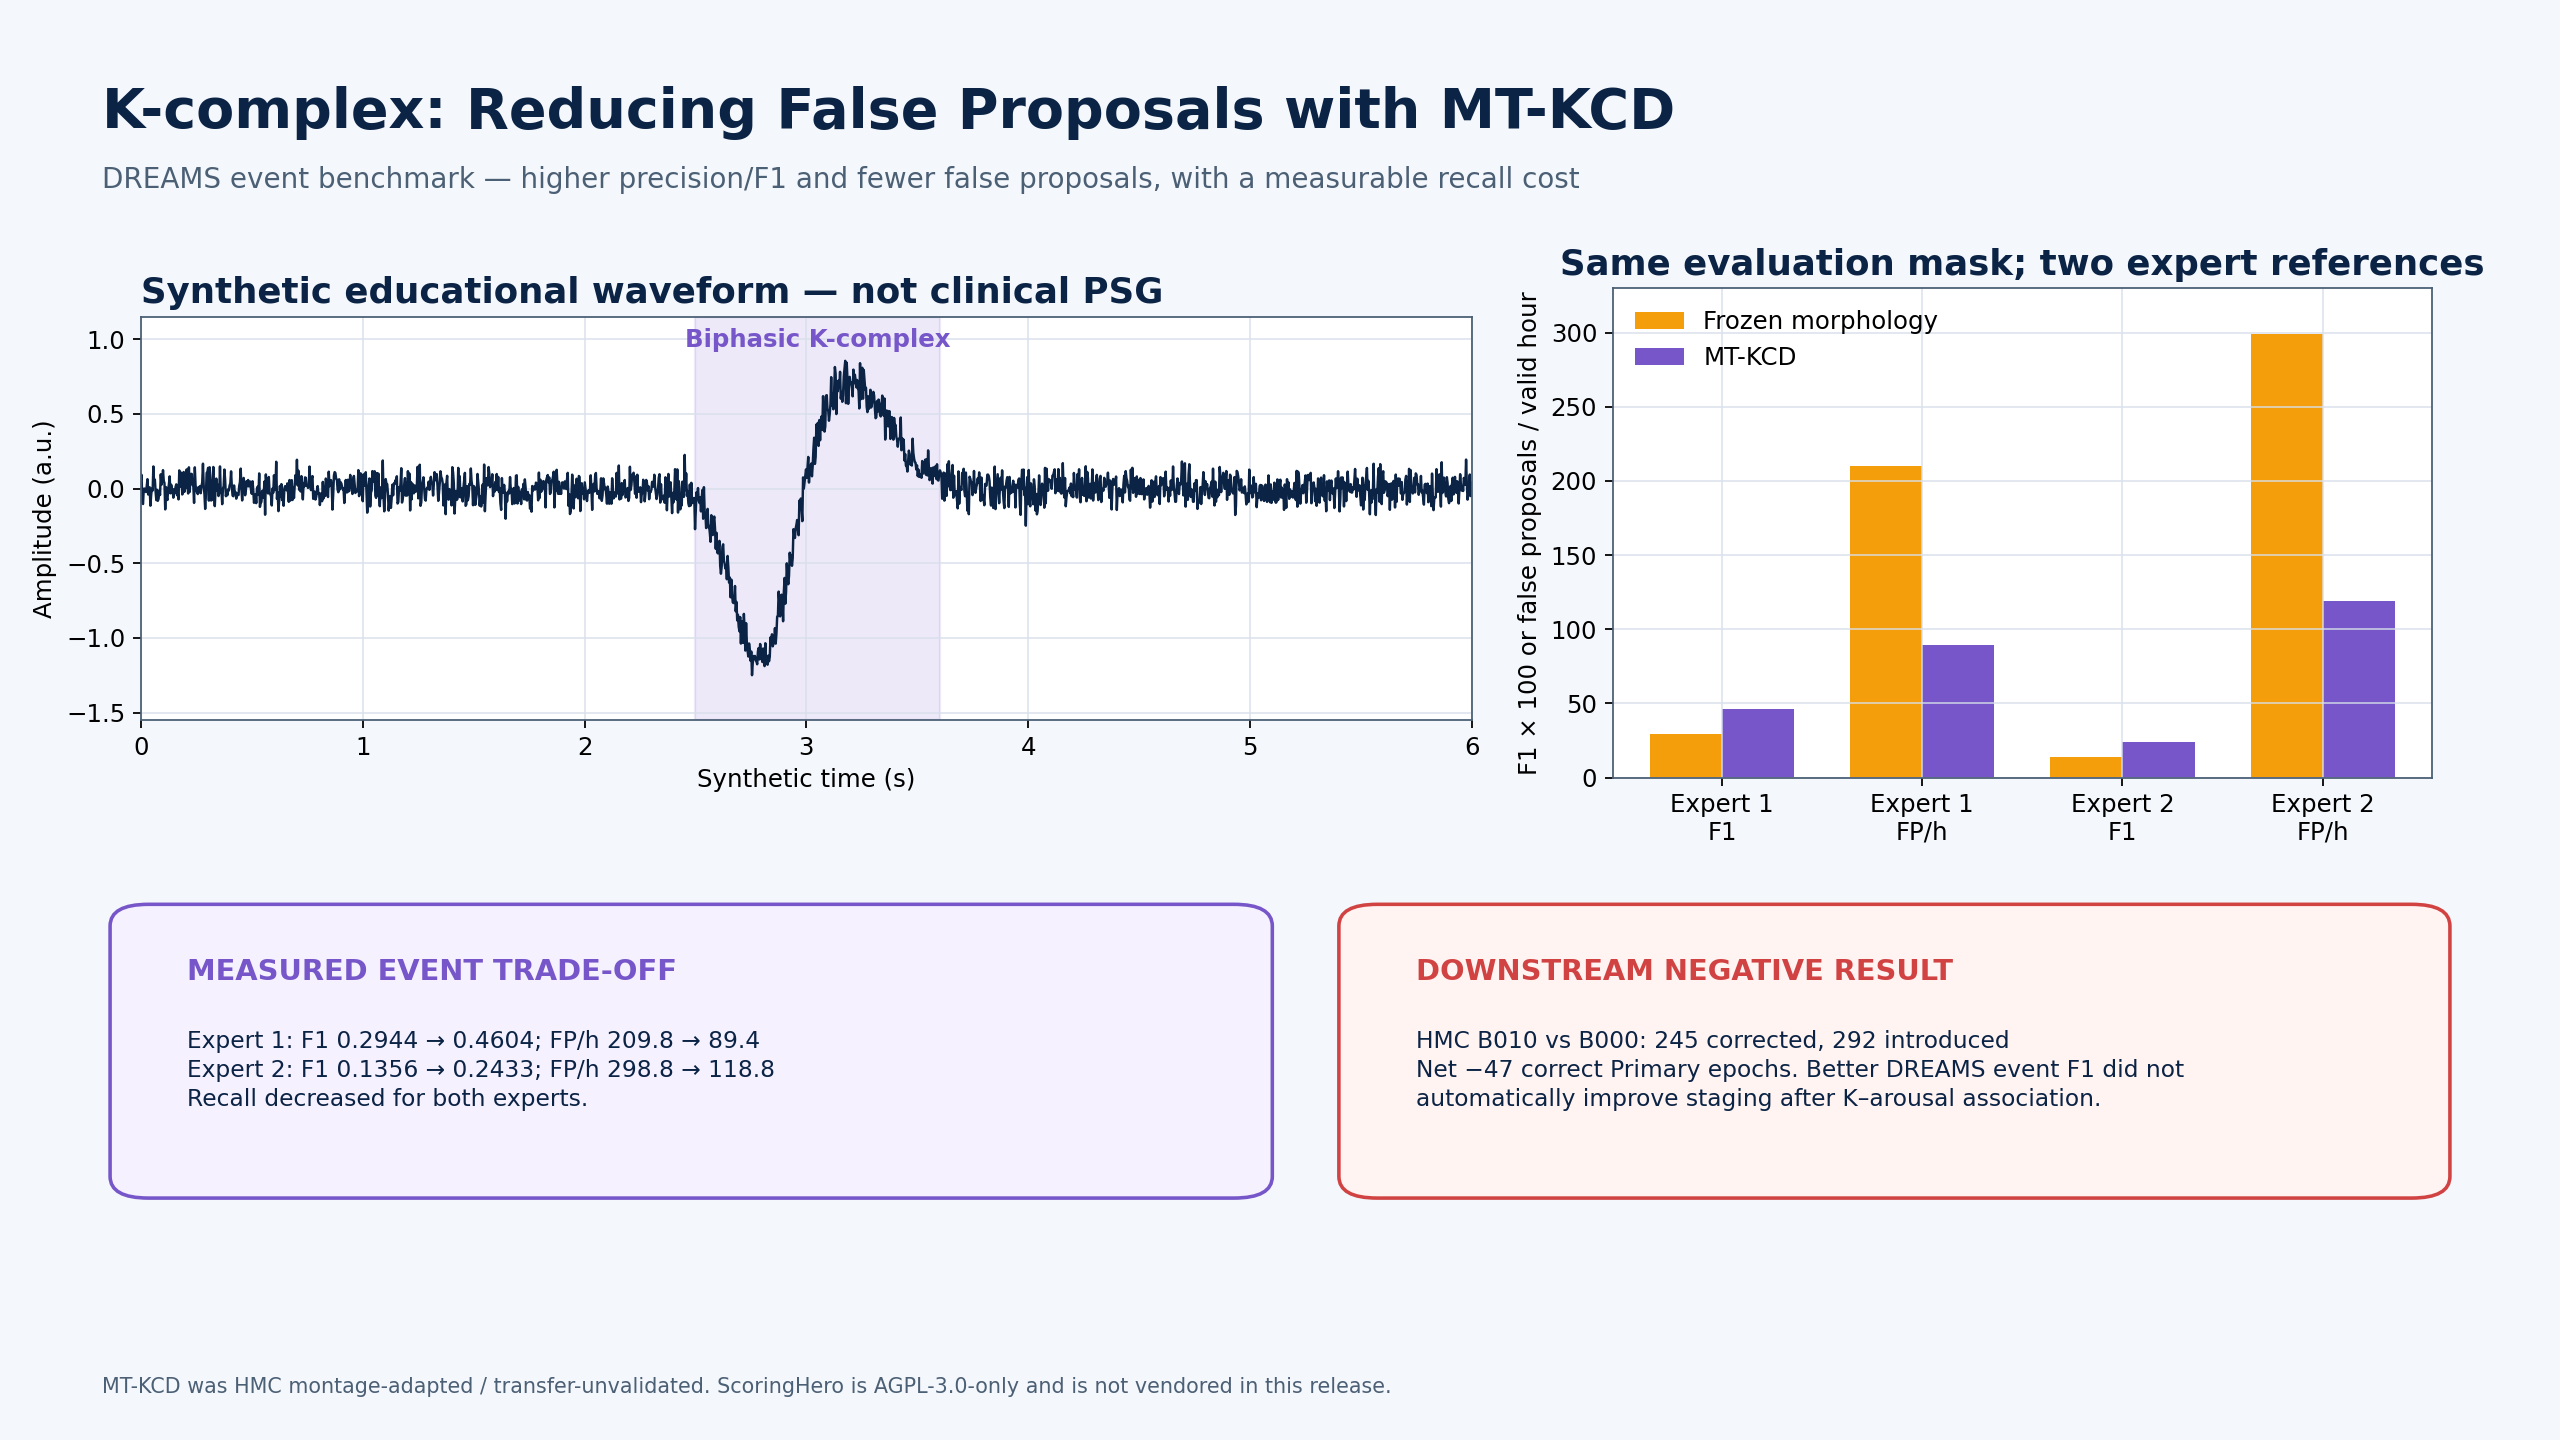 K-complex: Reducing False Proposals with MT-KCD
DREAMS event benchmark — higher precision/F1 and fewer false proposals, with a measurable recall cost
Synthetic educational waveform — not clinical PSG
Biphasic K-complex
1.0
0.5
0.0
−0.5
−1.0
−1.5
Amplitude (a.u.)
0 1 2 3 4 5 6
Synthetic time (s)
Same evaluation mask; two expert references
Frozen morphology
MT-KCD
300
250
200
150
100
50
0
F1 × 100 or false proposals / valid hour
Expert 1
F1
Expert 1
FP/h
Expert 2
F1
Expert 2
FP/h
MEASURED EVENT TRADE-OFF
Expert 1: F1 0.2944 → 0.4604; FP/h 209.8 → 89.4
Expert 2: F1 0.1356 → 0.2433; FP/h 298.8 → 118.8
Recall decreased for both experts.
DOWNSTREAM NEGATIVE RESULT
HMC B010 vs B000: 245 corrected, 292 introduced
Net −47 correct Primary epochs. Better DREAMS event F1 did not
automatically improve staging after K–arousal association.
MT-KCD was HMC montage-adapted / transfer-unvalidated. ScoringHero is AGPL-3.0-only and is not vendored in this release.